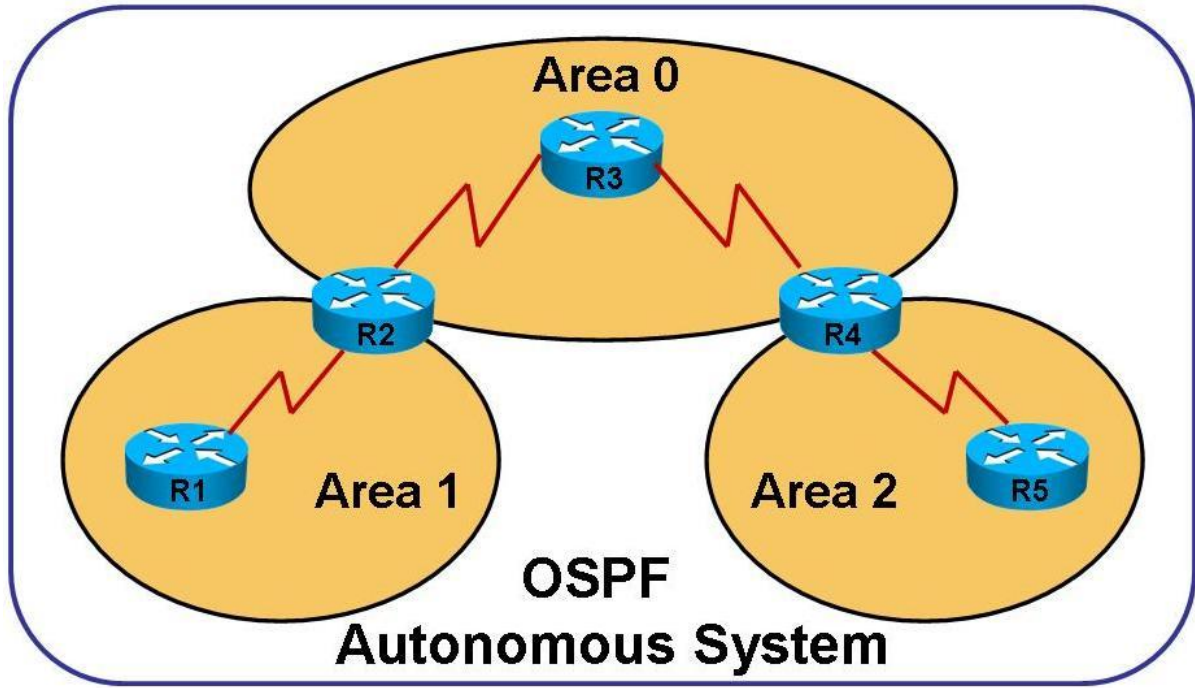 Area 0
R3
R2
R4
R1
Area 1
Area 2
R5
OSPF
Autonomous System